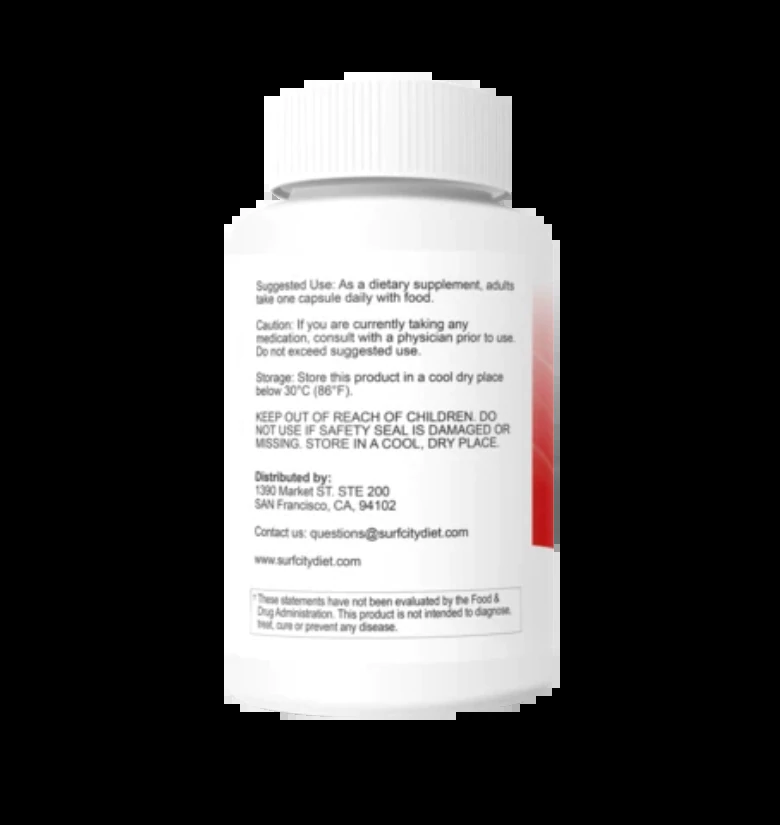 Suggested Use: As a dietary supplement, adults
take one capsule daily with food.
Caution: If you are currently taking any
medication, consult with a physician prior to use.
Do not exceed suggested use.
Storage: Store this product in a cool dry place
below 30°C (86°F).
KEEP OUT OF REACH OF CHILDREN. DO
NOT USE IF SAFETY SEAL IS DAMAGED OR
MISSING. STORE IN A COOL, DRY PLACE.
Distributed by:
1390 Market ST. STE 200
SAN Francisco, CA, 94102
Contact us: questions@surfcitydiet.com
www.surfcitydiet.com
* These statements have not been evaluated by the Food &
Drug Administration. This product is not intended to diagnose,
treat, cure or prevent any disease.